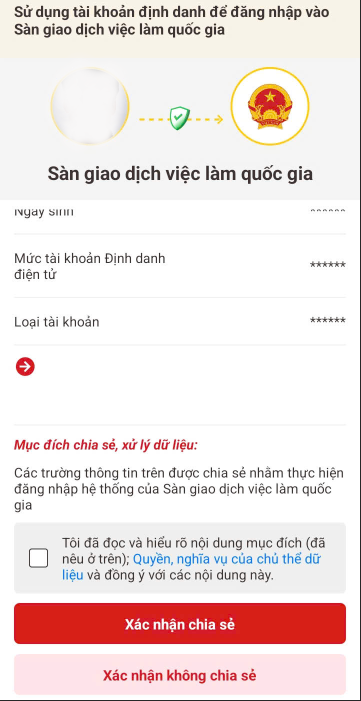 Sử dụng tài khoản định danh để đăng nhập vào
Sàn giao dịch việc làm quốc gia
Sàn giao dịch việc làm quốc gia
Ngày sinh ******
Mức tài khoản Định danh
điện tử ******
Loại tài khoản ******
Mục đích chia sẻ, xử lý dữ liệu:
Các trường thông tin trên được chia sẻ nhằm thực hiện
đăng nhập hệ thống của Sàn giao dịch việc làm quốc
gia
Tôi đã đọc và hiểu rõ nội dung mục đích (đã
nêu ở trên); Quyền, nghĩa vụ của chủ thể dữ
liệu và đồng ý với các nội dung này.
Xác nhận chia sẻ
Xác nhận không chia sẻ